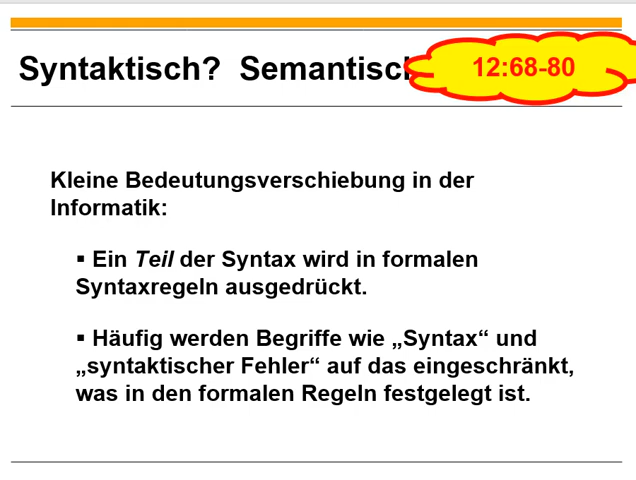 Syntaktisch? Semantisch
12:68-80
Kleine Bedeutungsverschiebung in der
Informatik:
▪ Ein Teil der Syntax wird in formalen
Syntaxregeln ausgedrückt.
▪ Häufig werden Begriffe wie „Syntax“ und
„syntaktischer Fehler“ auf das eingeschränkt,
was in den formalen Regeln festgelegt ist.